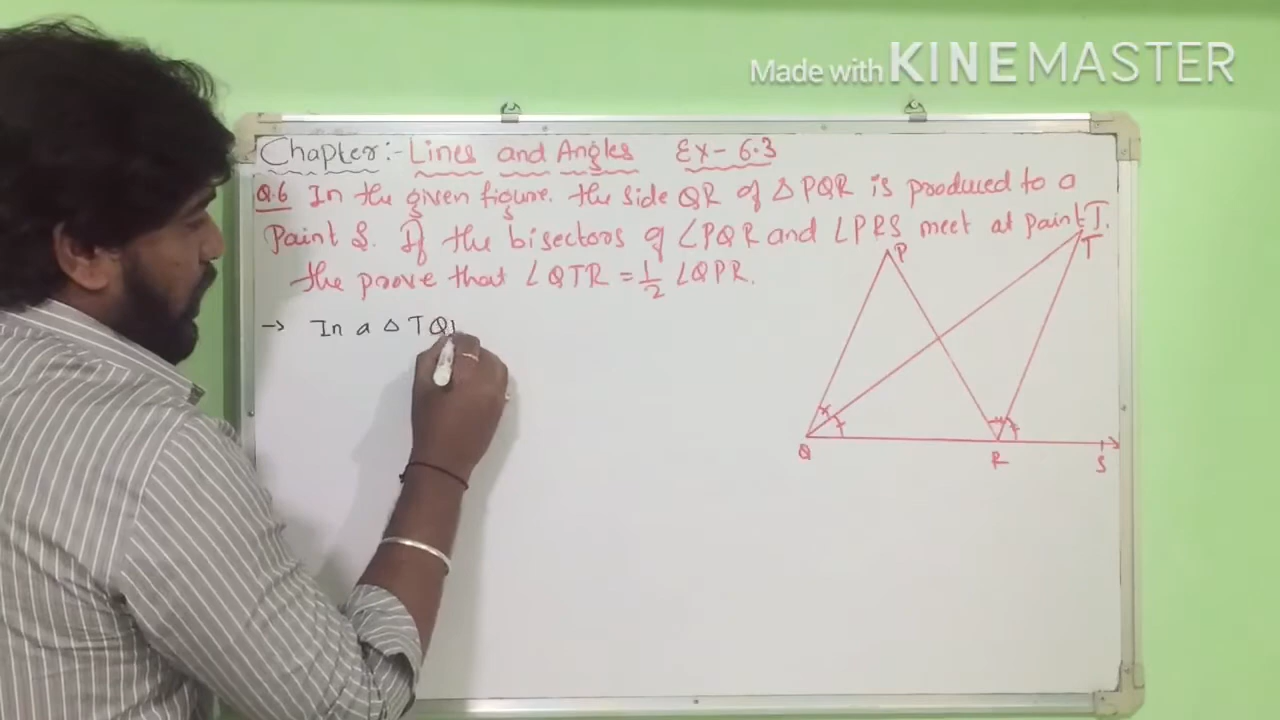 Made with KINEMASTER
Chapter:- Lines and Angles Ex- 6.3
Q.6 In the given figure. the side QR of △ PQR is produced to a
Paint S. If the bisectors of ∠PQR and ∠PRS meet at paint T.
the prove that ∠QTR = 1/2 ∠QPR.
→ In a △ TQ
P
T
Q
R
S